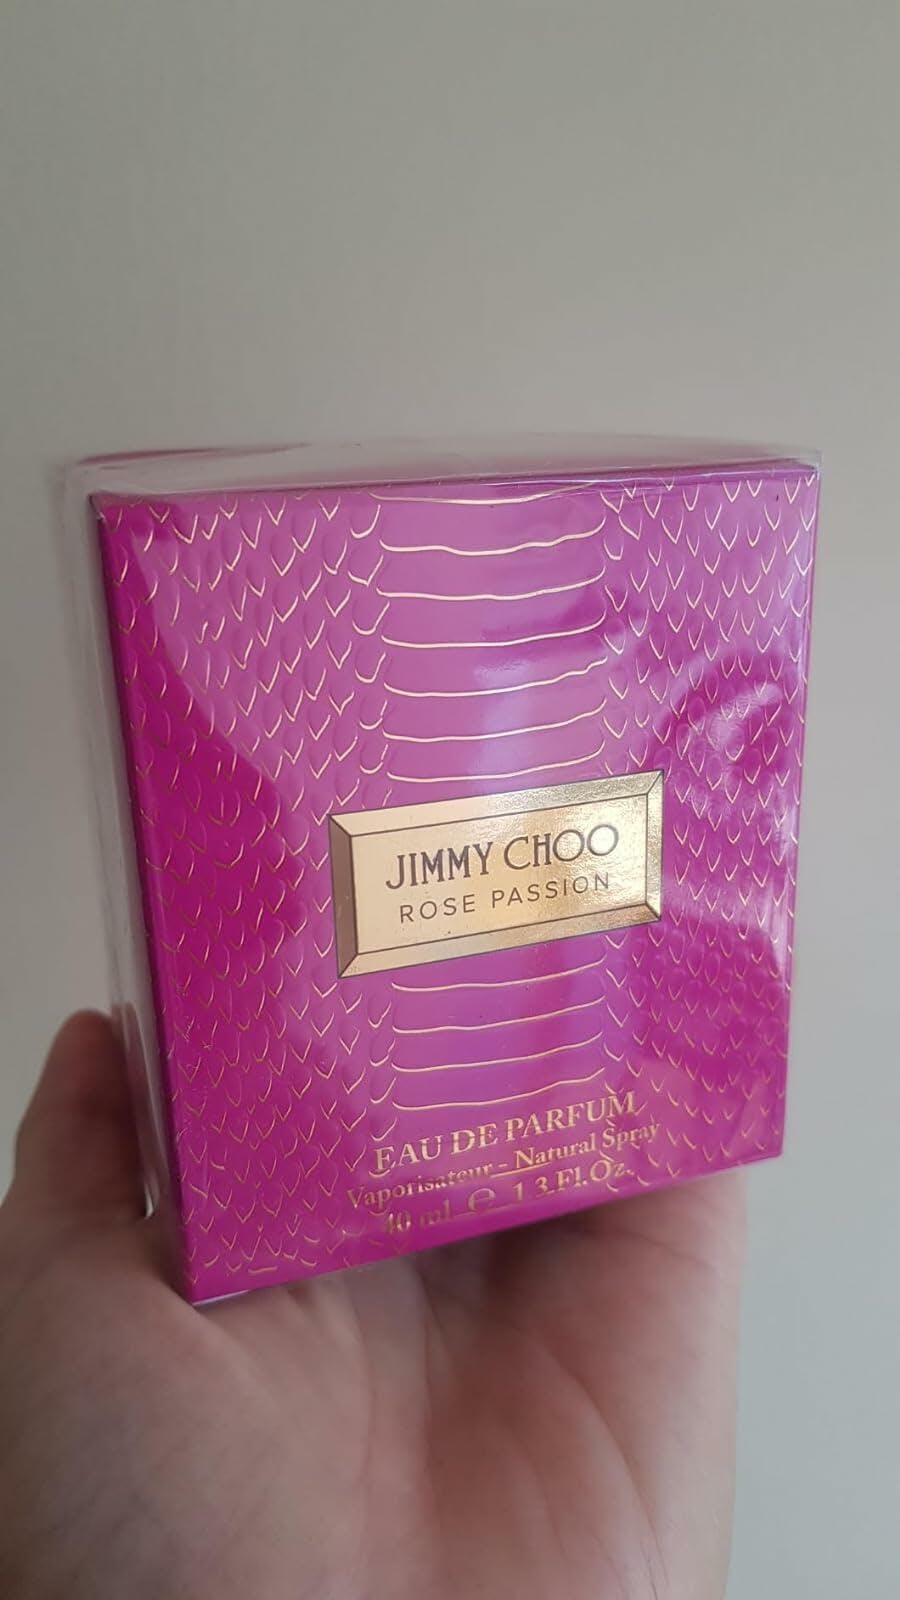 JIMMY CHOO
ROSE PASSION
EAU DE PARFUM
Vaporisateur - Natural Spray
40 ml ℮ 1.3 Fl.Oz.